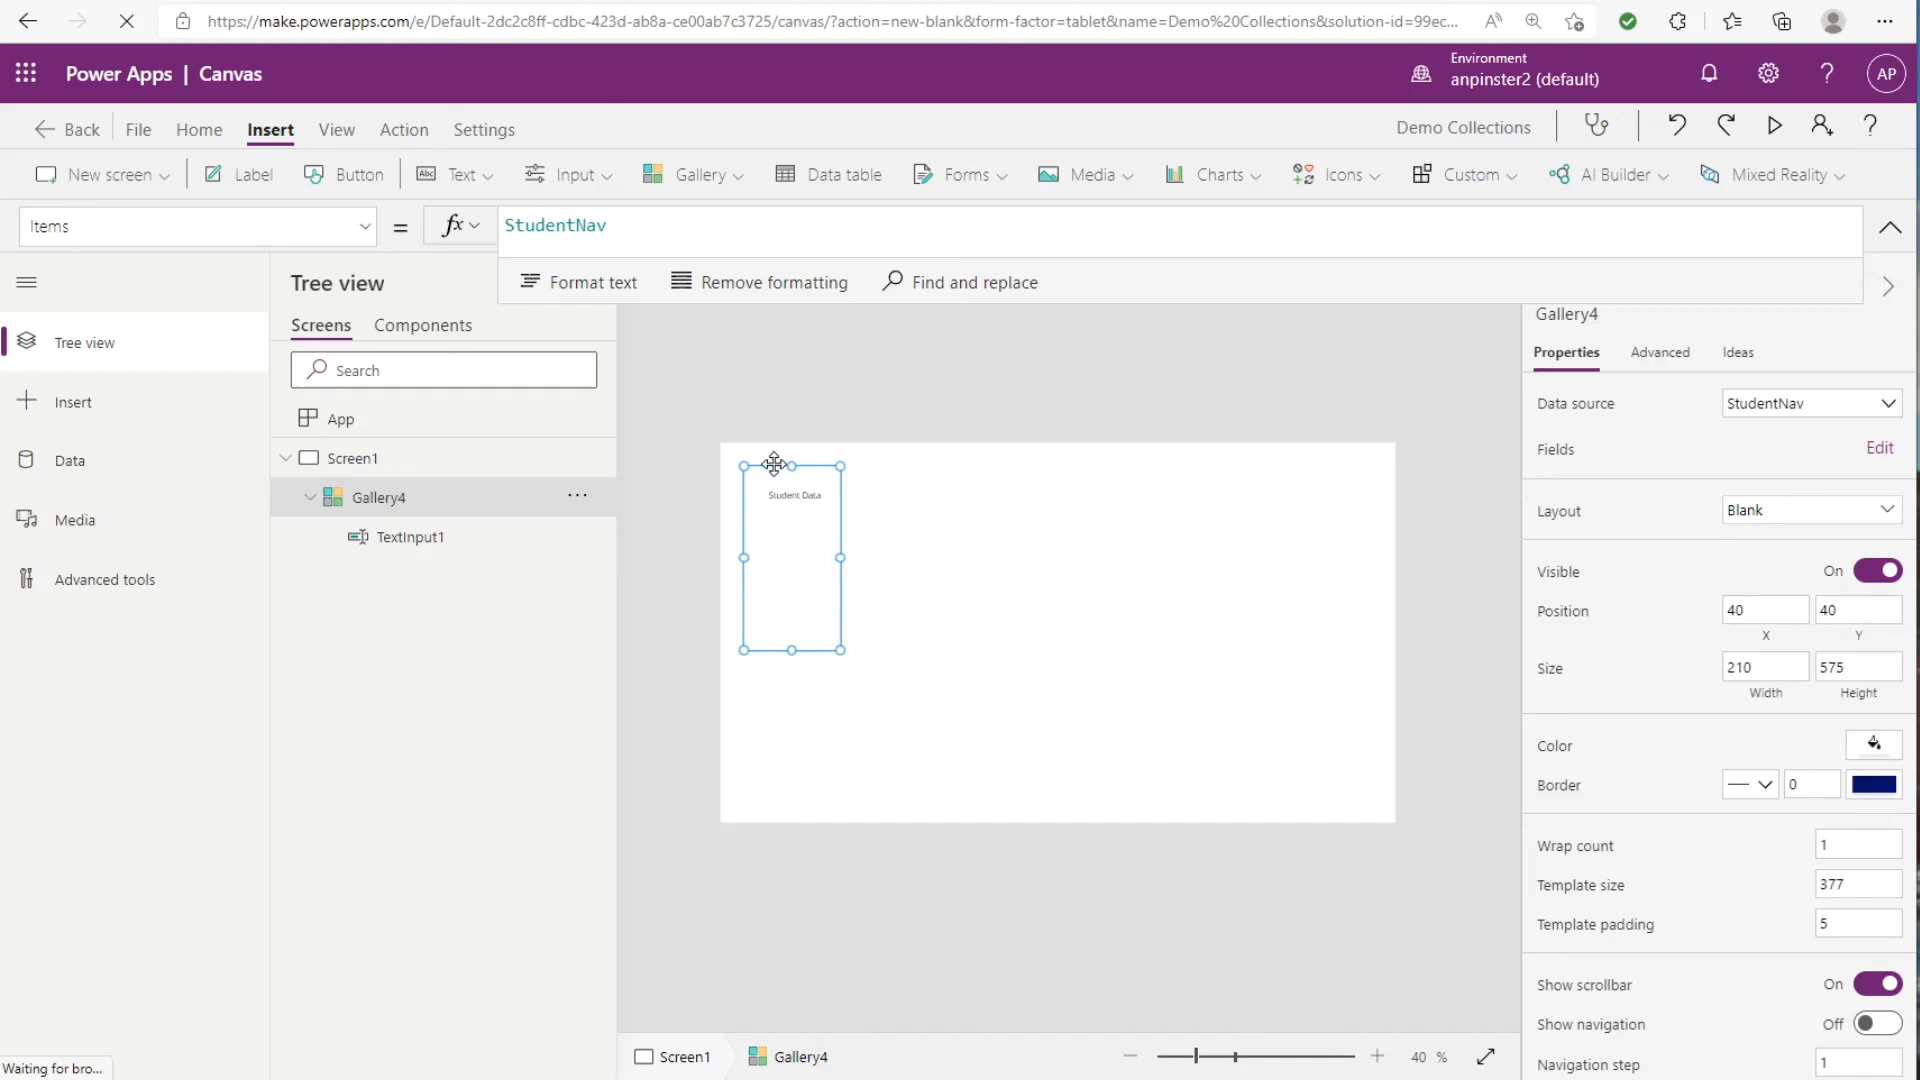 https://make.powerapps.com/e/Default-2dc2c8ff-cdbc-423d-ab8a-ce00ab7c3725/canvas/?action=new-blank&form-factor=tablet&name=Demo%20Collections&solution-id=99ec...
Power Apps | Canvas
Environment
anpinster2 (default)
AP
Back
File
Home
Insert
View
Action
Settings
Demo Collections
New screen
Label
Button
Abc
Text
Input
Gallery
Data table
Forms
Media
Charts
Icons
Custom
AI Builder
Mixed Reality
Items
=
fx
StudentNav
Format text
Remove formatting
Find and replace
Tree view
Insert
Data
Media
Advanced tools
Tree view
Screens
Components
Search
App
Screen1
Gallery4
TextInput1
Student Data
Gallery4
Properties
Advanced
Ideas
Data source
StudentNav
Fields
Edit
Layout
Blank
Visible
On
Position
40
40
X
Y
Size
210
575
Width
Height
Color
Border
0
Wrap count
1
Template size
377
Template padding
5
Show scrollbar
On
Show navigation
Off
Navigation step
1
Screen1
Gallery4
40 %
Waiting for bro...